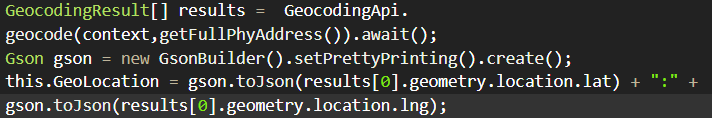 GeocodingResult[] results =  GeocodingApi.
geocode(context,getFullPhyAddress()).await();
Gson gson = new GsonBuilder().setPrettyPrinting().create();
this.GeoLocation = gson.toJson(results[0].geometry.location.lat) + ":" +
gson.toJson(results[0].geometry.location.lng);